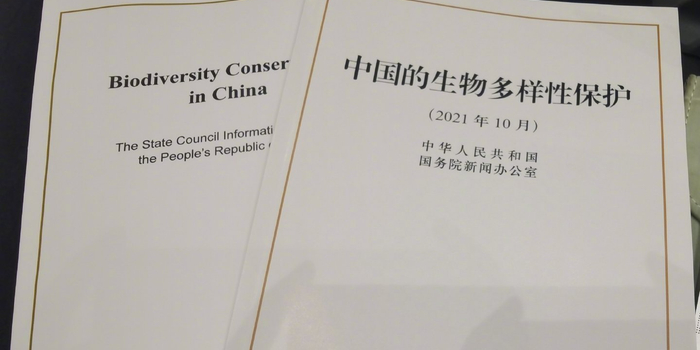 Biodiversity
in China
The State Council
the People's Republic
中国的生物多样性保护
（2021 年 10 月）
中华人民共和国
国务院新闻办公室